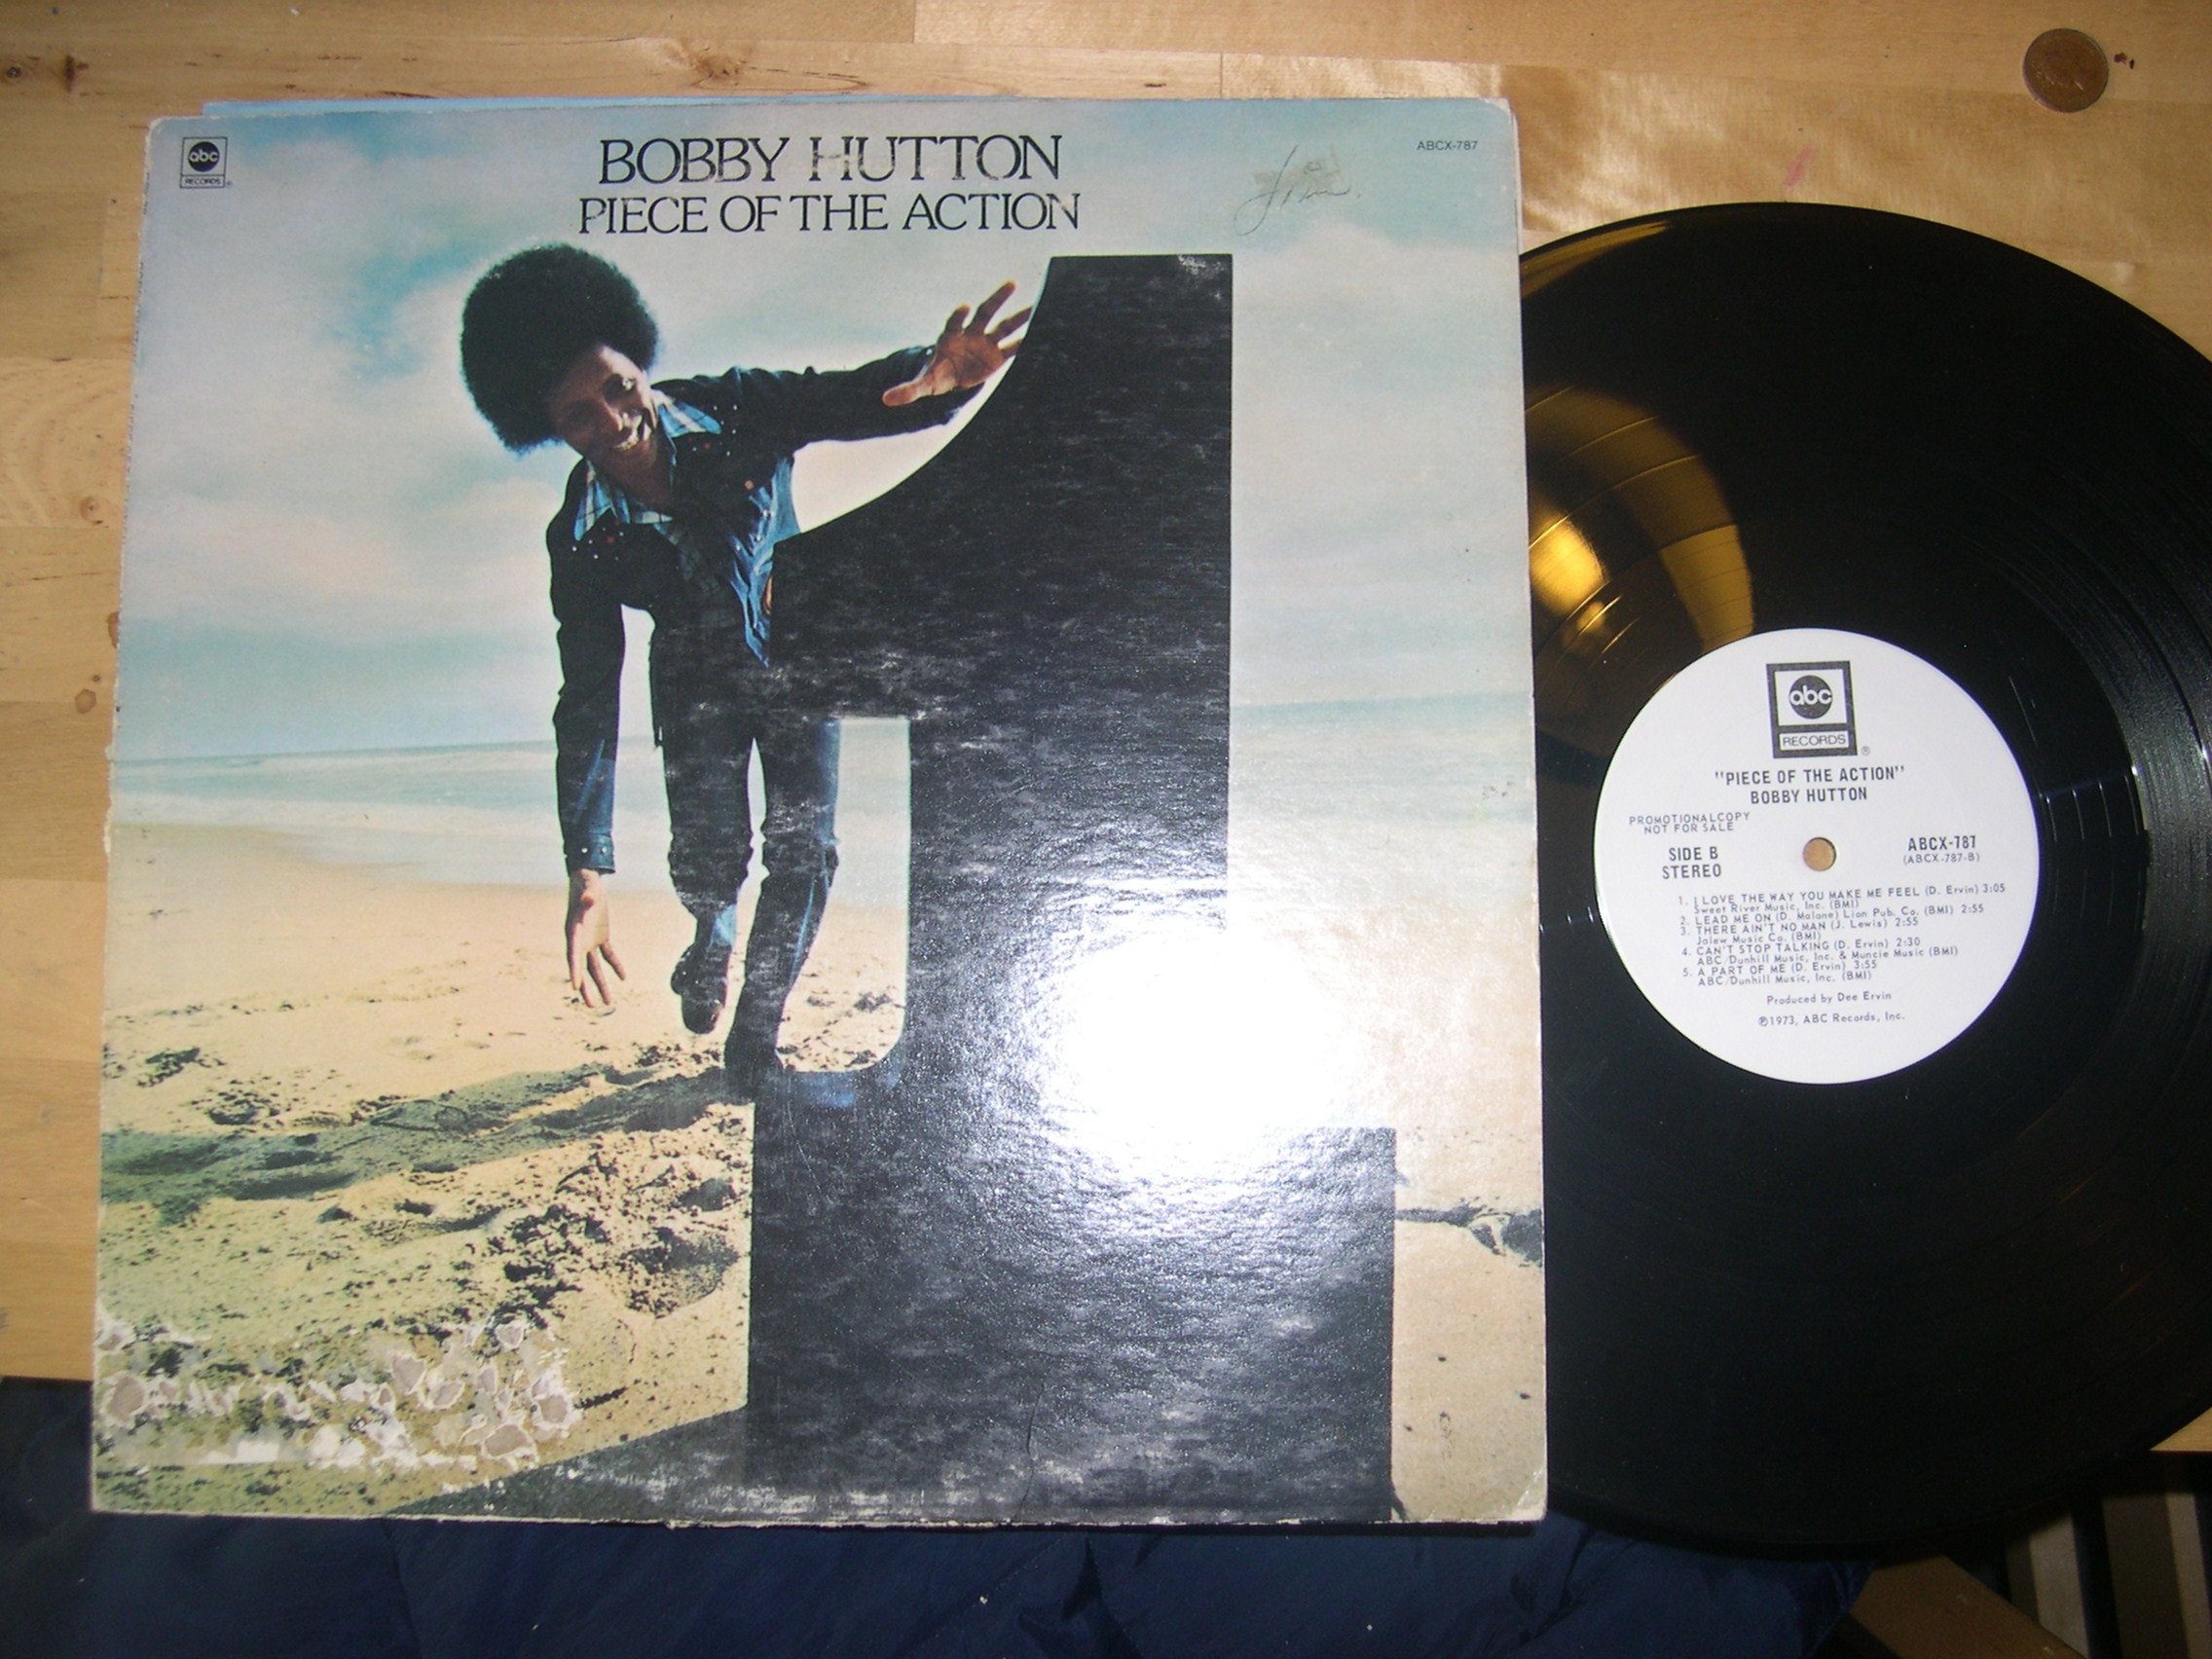 abc
RECORDS
BOBBY HUTTON
PIECE OF THE ACTION
ABCX-787
abc
RECORDS ®
"PIECE OF THE ACTION"
BOBBY HUTTON
PROMOTIONAL COPY
NOT FOR SALE
SIDE B
STEREO
ABCX-787
(ABCX-787-B)
1. I LOVE THE WAY YOU MAKE ME FEEL (D. Ervin) 3:05
Sweet River Music, Inc. (BMI)
2. LEAD ME ON (D. Malone) Lion Pub. Co. (BMI) 2:55
3. THERE AIN'T NO MAN (J. Lewis) 2:55
Jalew Music Co. (BMI)
4. CAN'T STOP TALKING (D. Ervin) 2:30
ABC/Dunhill Music, Inc. & Muncie Music (BMI)
5. A PART OF ME (D. Ervin) 3:55
ABC/Dunhill Music, Inc. (BMI)
Produced by Dee Ervin
℗1973, ABC Records, Inc.